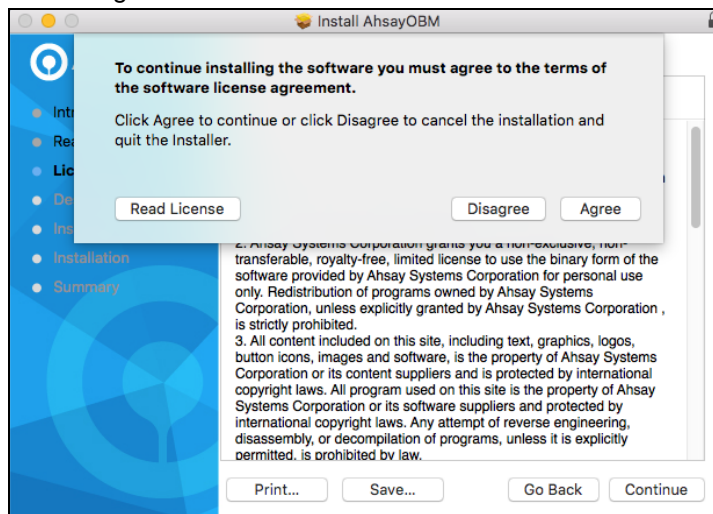 Install AhsayOBM
To continue installing the software you must agree to the terms of
the software license agreement.
Click Agree to continue or click Disagree to cancel the installation and
quit the Installer.
Read License
Disagree
Agree
Lic
De
Ins
Installation
Summary
2. Ahsay Systems Corporation grants you a non-exclusive, non-
transferable, royalty-free, limited license to use the binary form of the
software provided by Ahsay Systems Corporation for personal use
only. Redistribution of programs owned by Ahsay Systems
Corporation, unless explicitly granted by Ahsay Systems Corporation ,
is strictly prohibited.
3. All content included on this site, including text, graphics, logos,
button icons, images and software, is the property of Ahsay Systems
Corporation or its content suppliers and is protected by international
copyright laws. All program used on this site is the property of Ahsay
Systems Corporation or its software suppliers and protected by
international copyright laws. Any attempt of reverse engineering,
disassembly, or decompilation of programs, unless it is explicitly
permitted, is prohibited by law.
Print...
Save...
Go Back
Continue